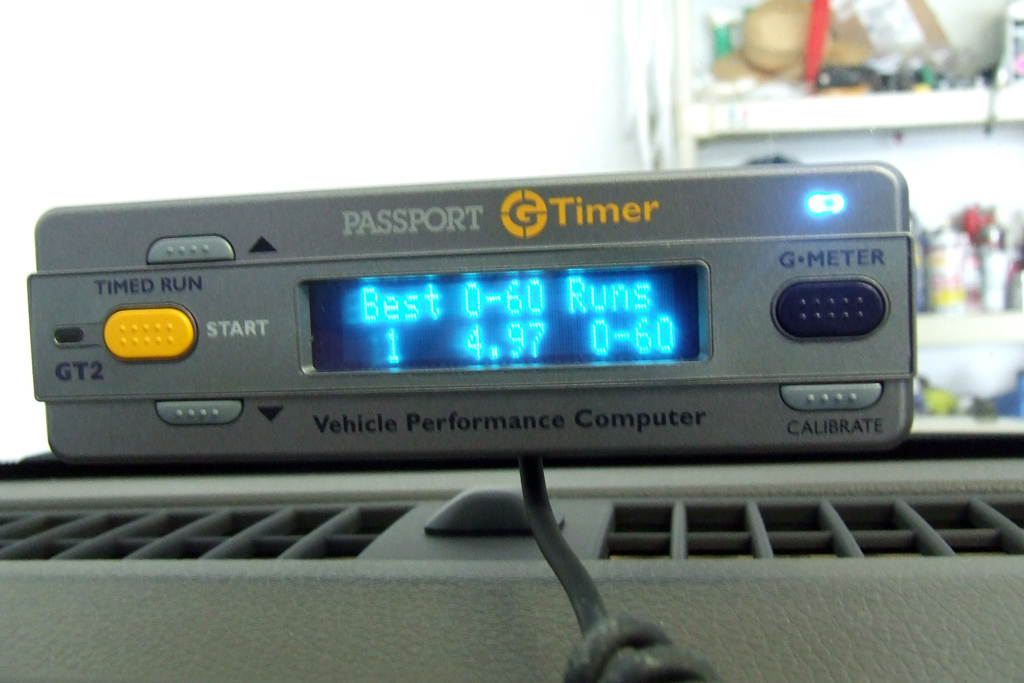 PASSPORT GTimer
TIMED RUN
START
GT2
Best 0-60 Runs
1 4.97 0-60
G•METER
CALIBRATE
Vehicle Performance Computer